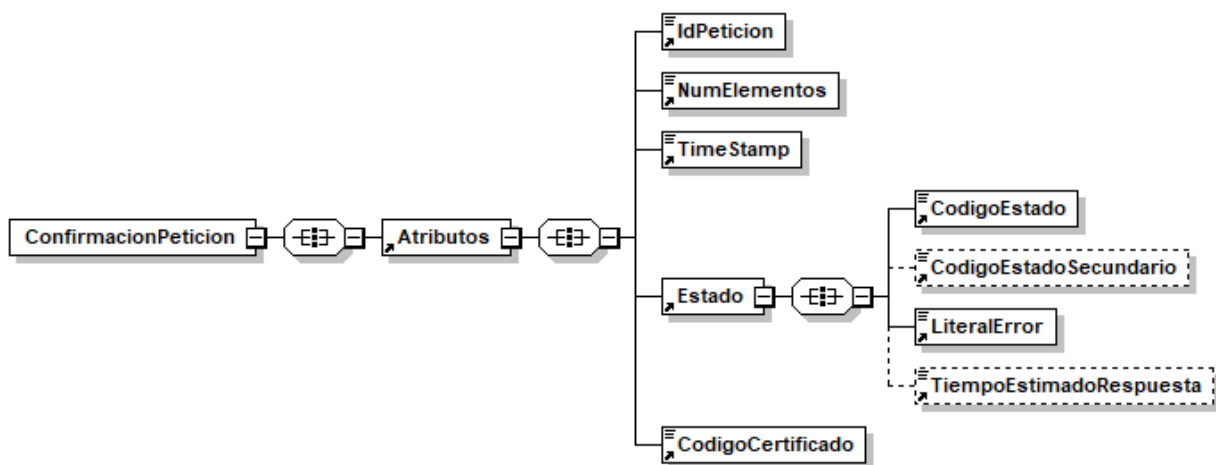 IdPeticion
NumElementos
TimeStamp
ConfirmacionPeticion
Atributos
Estado
CodigoEstado
CodigoEstadoSecundario
LiteralError
TiempoEstimadoRespuesta
CodigoCertificado